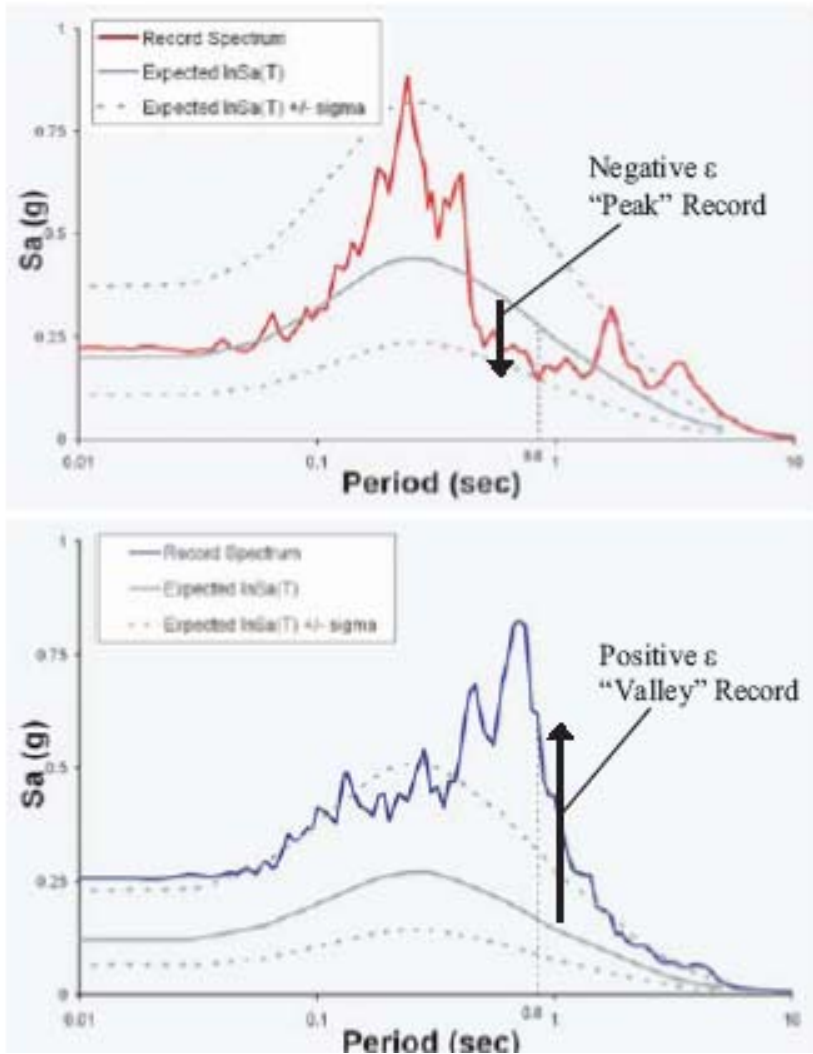 1
Record Spectrum
Expected lnSa(T)
Expected lnSa(T) +/- sigma
0.75
Negative ε
“Peak” Record
Sa (g)
0.5
0.25
0
0.01
0.1
0.8
1
10
Period (sec)
1
Record Spectrum
Expected lnSa(T)
Expected lnSa(T) +/- sigma
0.75
Positive ε
“Valley” Record
Sa (g)
0.5
0.25
0
0.01
0.1
0.8
1
10
Period (sec)